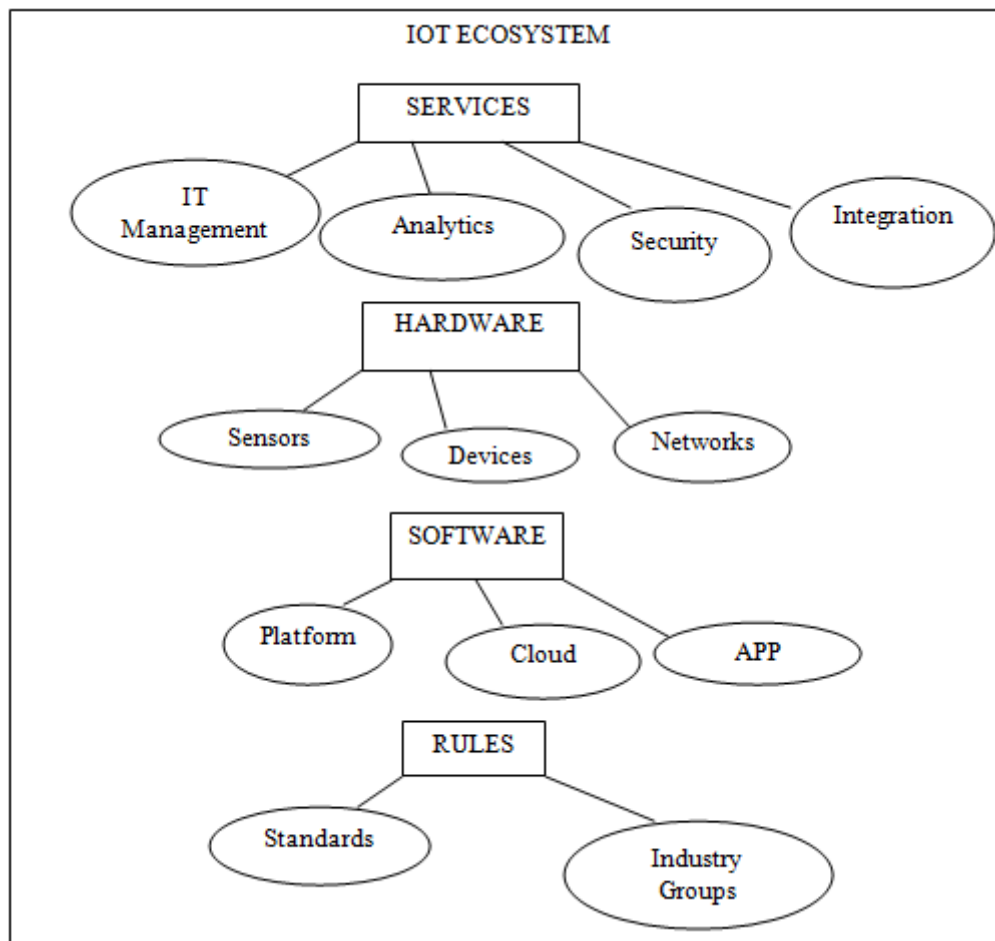 IOT ECOSYSTEM
SERVICES
IT
Management
Analytics
Security
Integration
HARDWARE
Sensors
Devices
Networks
SOFTWARE
Platform
Cloud
APP
RULES
Standards
Industry
Groups